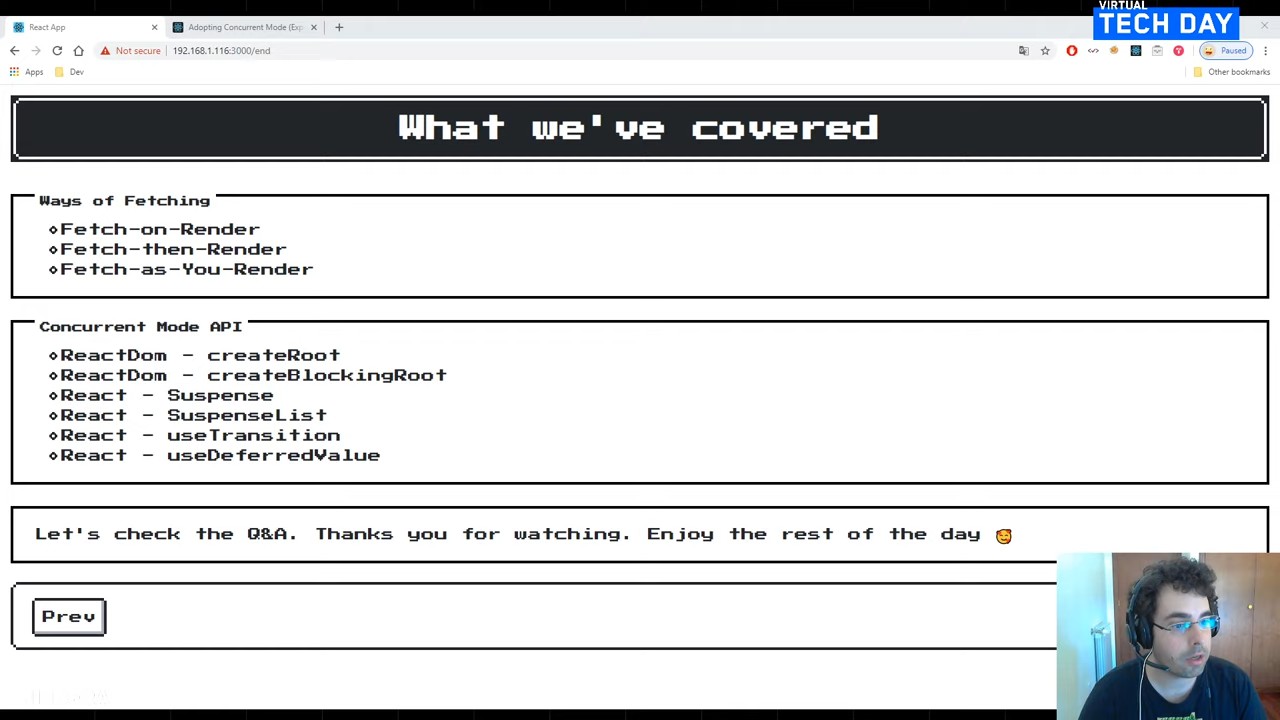 VIRTUAL
TECH DAY
React App
Adopting Concurrent Mode (Exp
Not secure
192.168.1.116:3000/end
Paused
Apps
Dev
Other bookmarks
What we've covered
Ways of Fetching
Fetch-on-Render
Fetch-then-Render
Fetch-as-You-Render
Concurrent Mode API
ReactDom - createRoot
ReactDom - createBlockingRoot
React - Suspense
React - SuspenseList
React - useTransition
React - useDeferredValue
Let's check the Q&A. Thanks you for watching. Enjoy the rest of the day 🥰
Prev